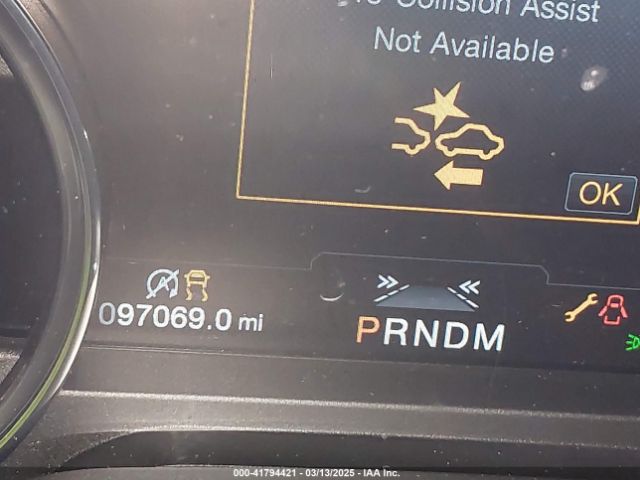 Collision Assist
Not Available
OK
A
097069.0 mi
PRNDM
000-41794421 - 03/13/2025 - IAA Inc.